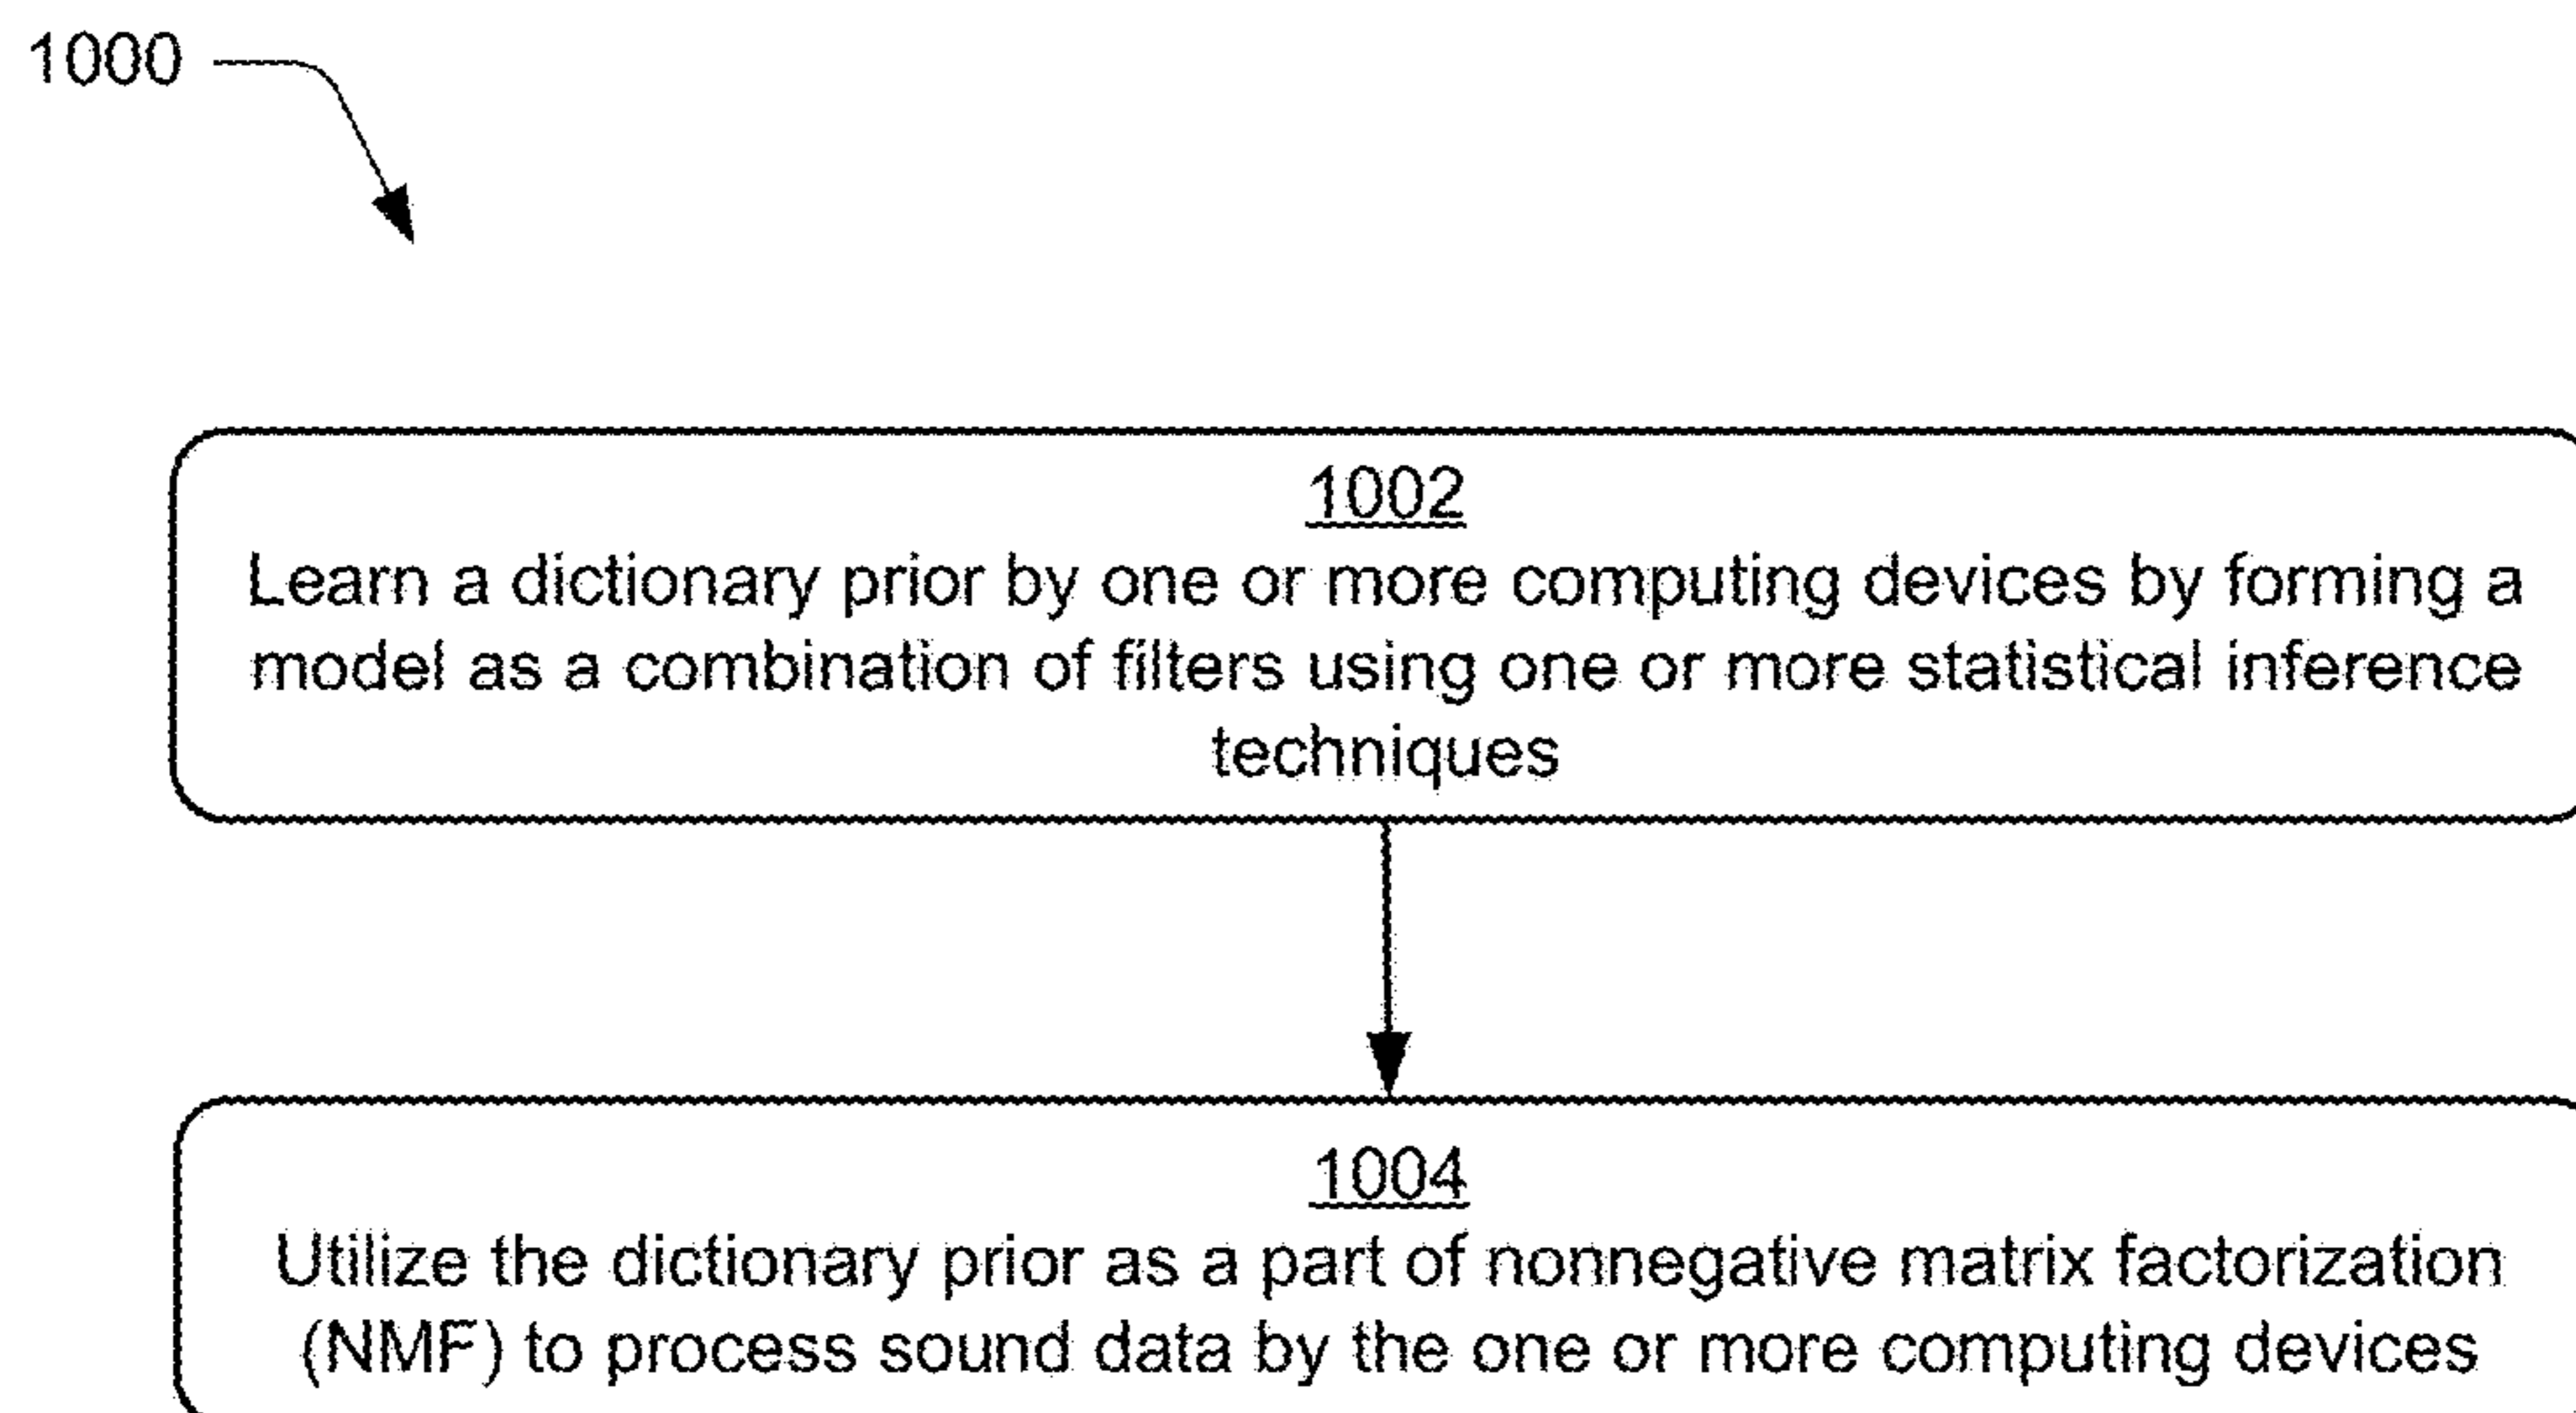 1000
1002
Learn a dictionary prior by one or more computing devices by forming a
model as a combination of filters using one or more statistical inference
techniques
1004
Utilize the dictionary prior as a part of nonnegative matrix factorization
(NMF) to process sound data by the one or more computing devices